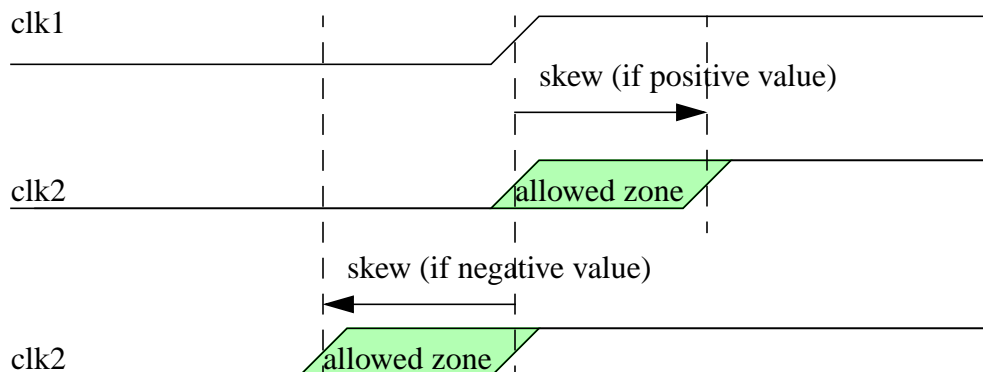 clk1
skew (if positive value)
clk2
allowed zone
skew (if negative value)
clk2
allowed zone